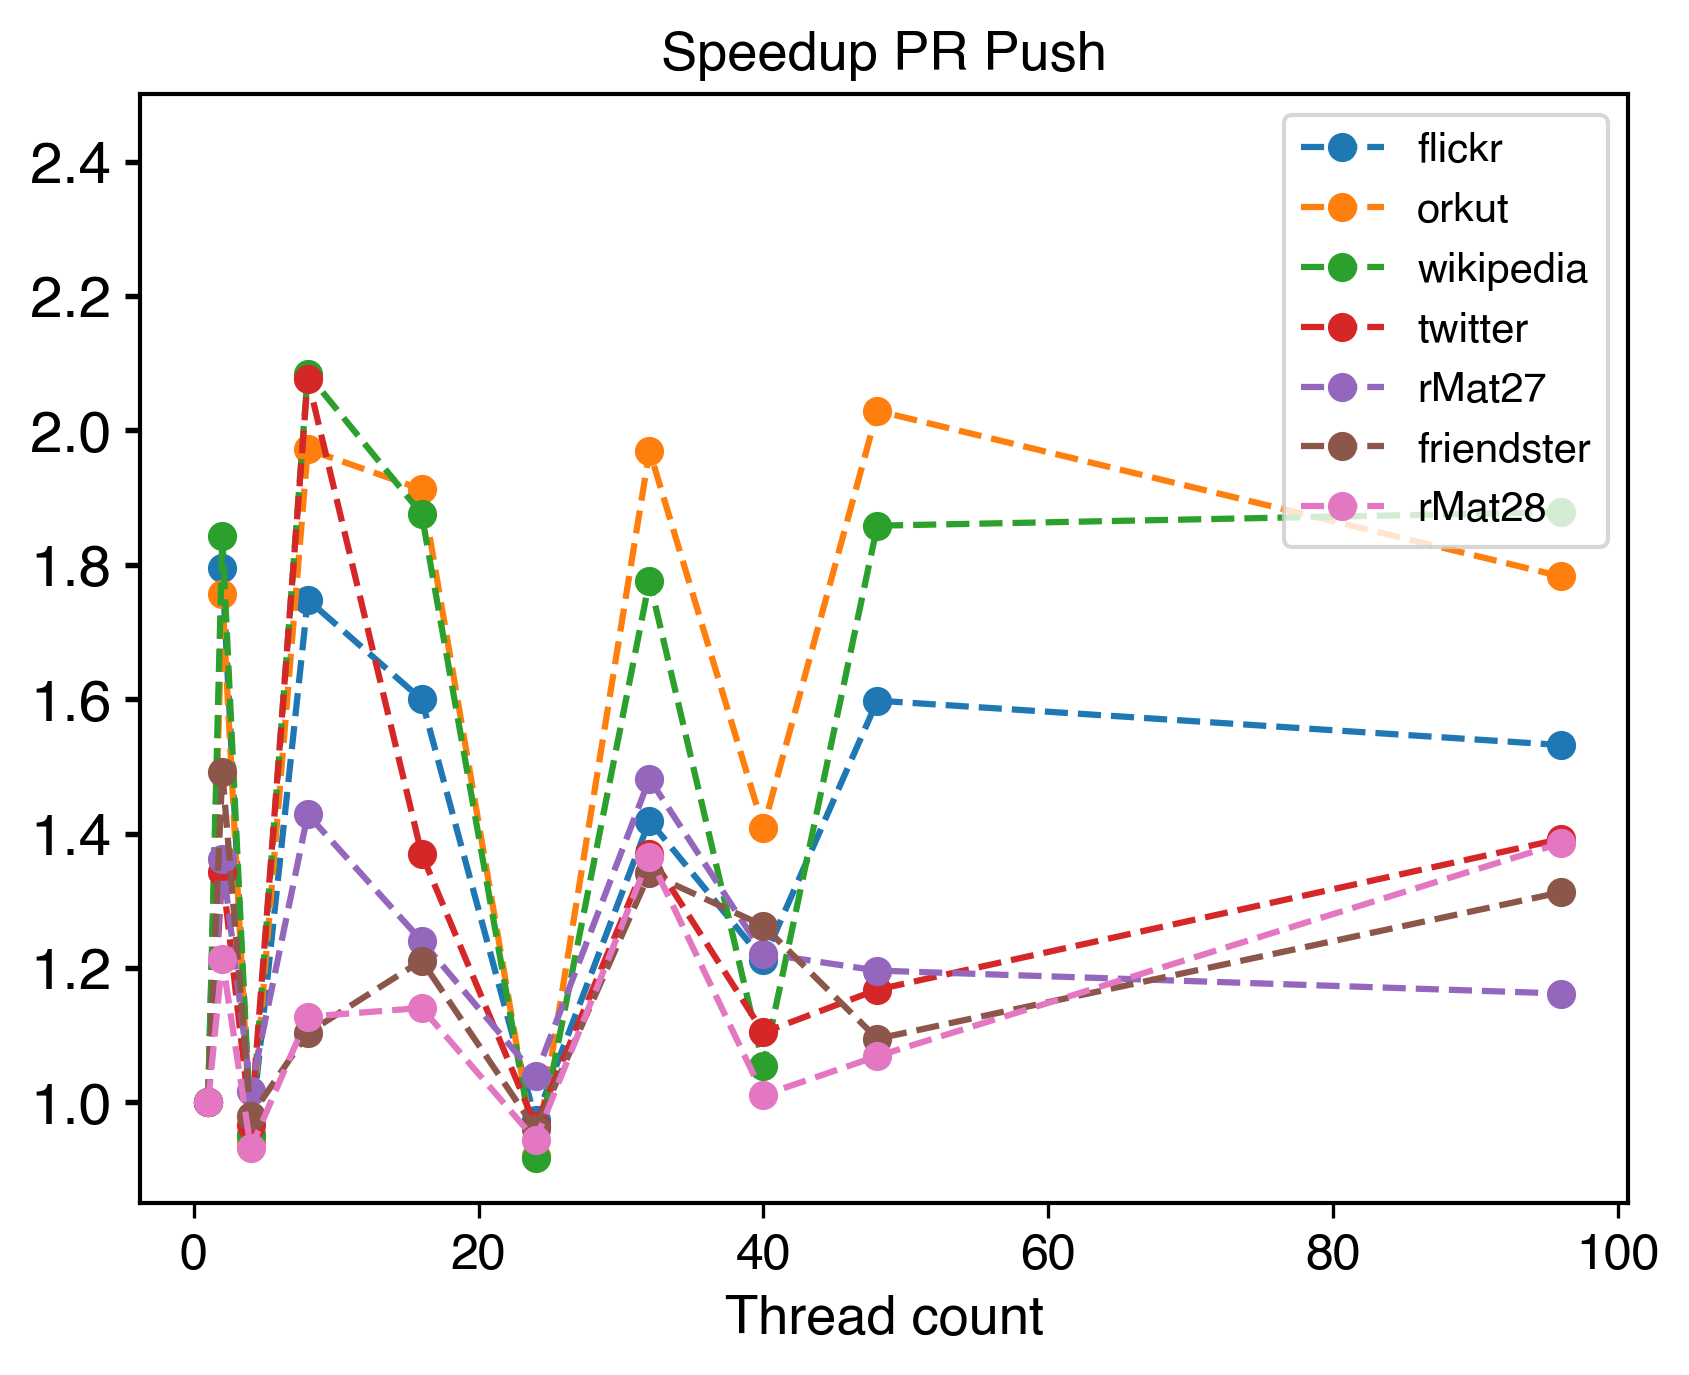 Speedup PR Push
2.4
2.2
2.0
1.8
1.6
1.4
1.2
1.0
flickr
orkut
wikipedia
twitter
rMat27
friendster
rMat28
0 20 40 60 80 100
Thread count